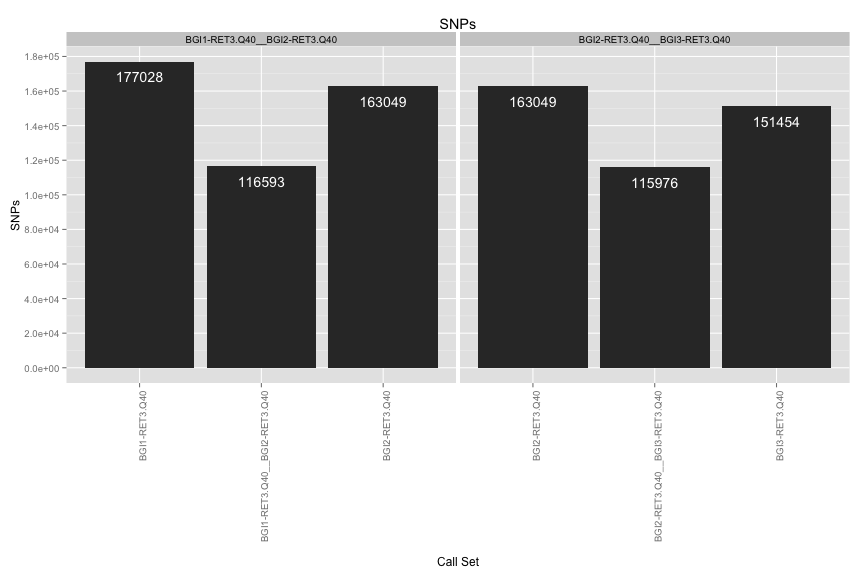 SNPs
BGI1-RET3.Q40__BGI2-RET3.Q40
BGI2-RET3.Q40__BGI3-RET3.Q40
SNPs
1.8e+05
1.6e+05
1.4e+05
1.2e+05
1.0e+05
8.0e+04
6.0e+04
4.0e+04
2.0e+04
0.0e+00
177028
116593
163049
163049
115976
151454
BGI1-RET3.Q40
BGI1-RET3.Q40__BGI2-RET3.Q40
BGI2-RET3.Q40
BGI2-RET3.Q40
BGI2-RET3.Q40__BGI3-RET3.Q40
BGI3-RET3.Q40
Call Set